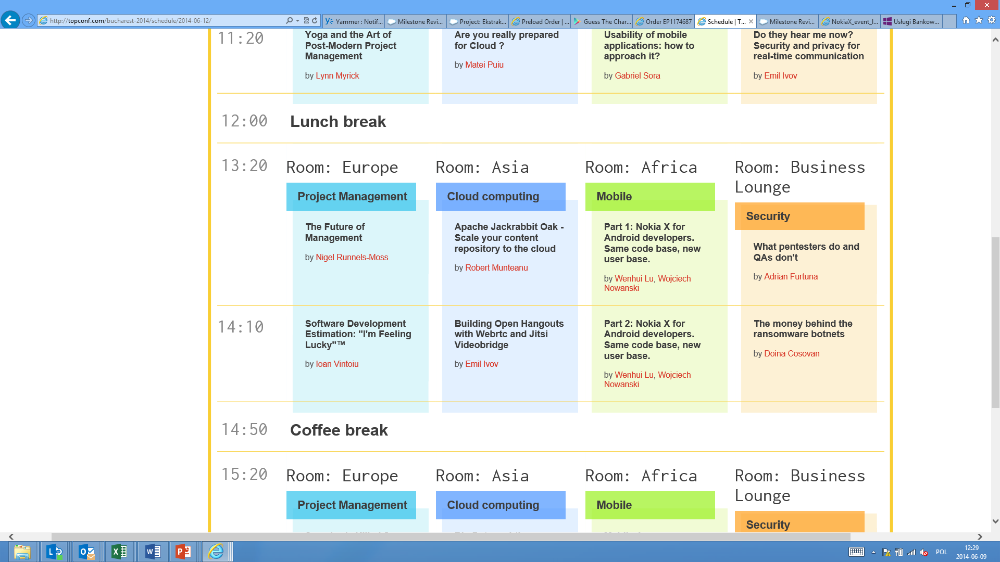 http://topconf.com/bucharest-2014/schedule/2014-06-12/
Yammer : Notif...
Milestone Revi...
Project: Ekstrak...
Preload Order | ...
Guess The Char...
Order EP1174687
Schedule | T...
Milestone Revi...
NokiaX_event_l...
Usługi Bankow...
11:20
Yoga and the Art of
Post-Modern Project
Management
by Lynn Myrick
Are you really prepared
for Cloud ?
by Matei Puiu
Usability of mobile
applications: how to
approach it?
by Gabriel Sora
Do they hear me now?
Security and privacy for
real-time communication
by Emil Ivov
12:00
Lunch break
13:20
Room: Europe
Project Management
The Future of
Management
by Nigel Runnels-Moss
Room: Asia
Cloud computing
Apache Jackrabbit Oak -
Scale your content
repository to the cloud
by Robert Munteanu
Room: Africa
Mobile
Part 1: Nokia X for
Android developers.
Same code base, new
user base.
by Wenhui Lu, Wojciech
Nowanski
Room: Business
Lounge
Security
What pentesters do and
QAs don't
by Adrian Furtuna
14:10
Software Development
Estimation: "I'm Feeling
Lucky"™
by Ioan Vintoiu
Building Open Hangouts
with Webrtc and Jitsi
Videobridge
by Emil Ivov
Part 2: Nokia X for
Android developers.
Same code base, new
user base.
by Wenhui Lu, Wojciech
Nowanski
The money behind the
ransomware botnets
by Doina Cosovan
14:50
Coffee break
15:20
Room: Europe
Project Management
Room: Asia
Cloud computing
Room: Africa
Mobile
Room: Business
Lounge
Security
POL
12:29
2014-06-09